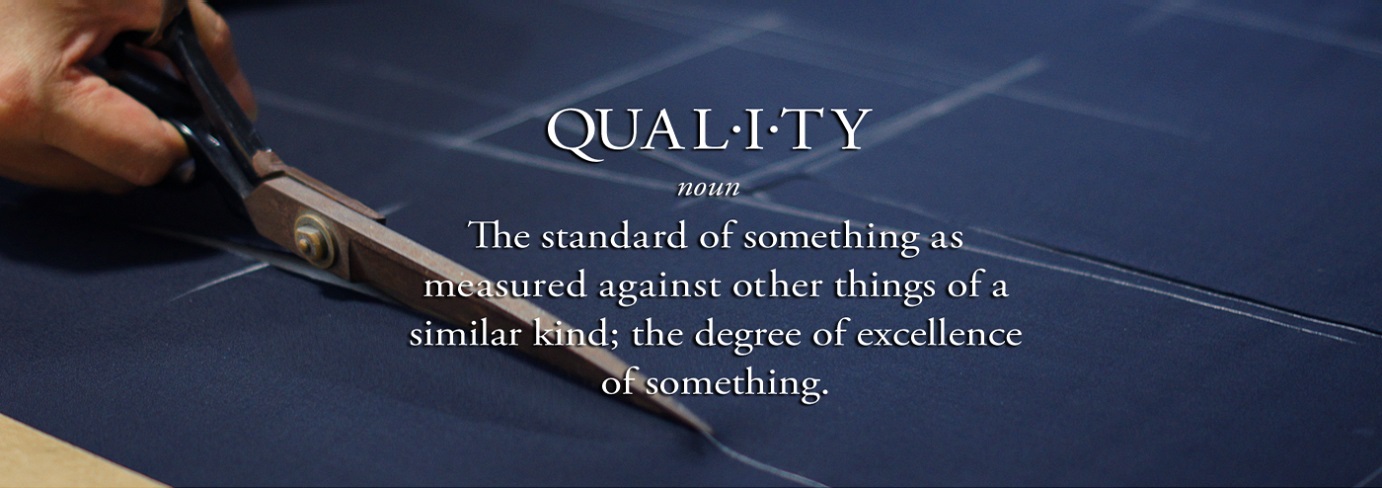 QUAL·I·TY
noun
The standard of something as
measured against other things of a
similar kind; the degree of excellence
of something.